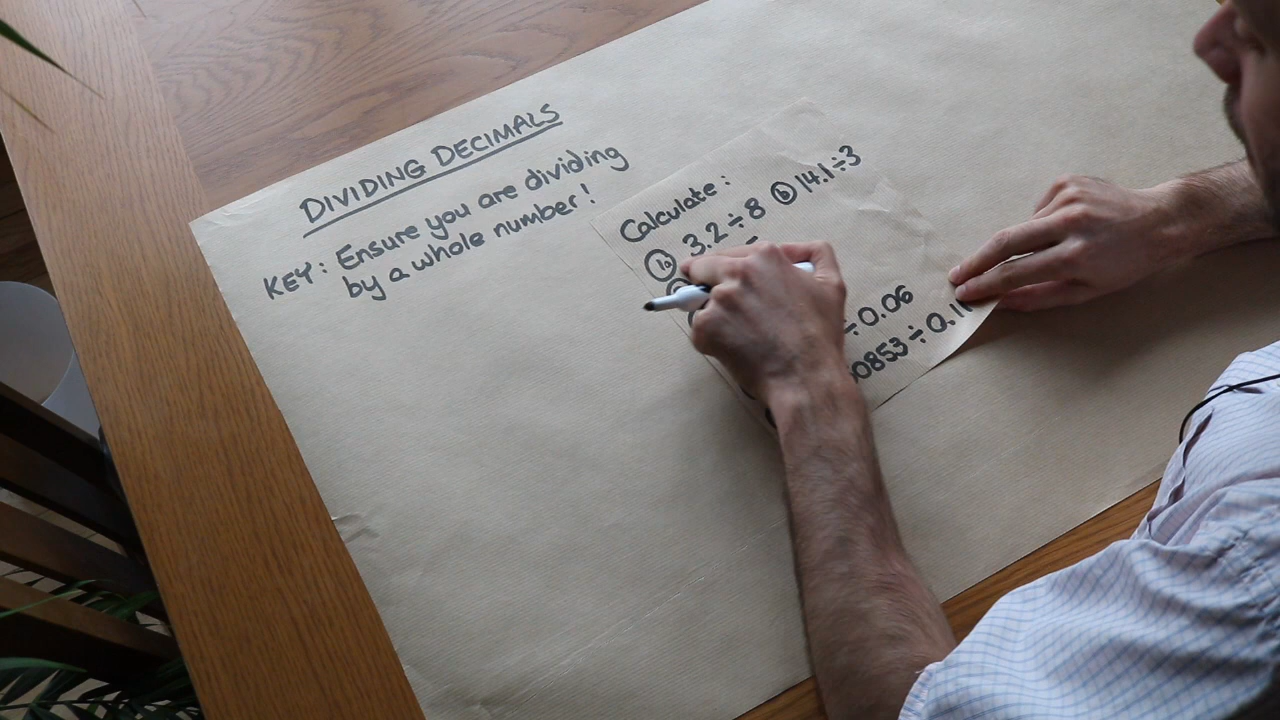 DIVIDING DECIMALS
KEY: Ensure you are dividing
by a whole number!
Calculate:
1a 3.2÷8 b 14.1÷3
÷0.06
0853÷0.1